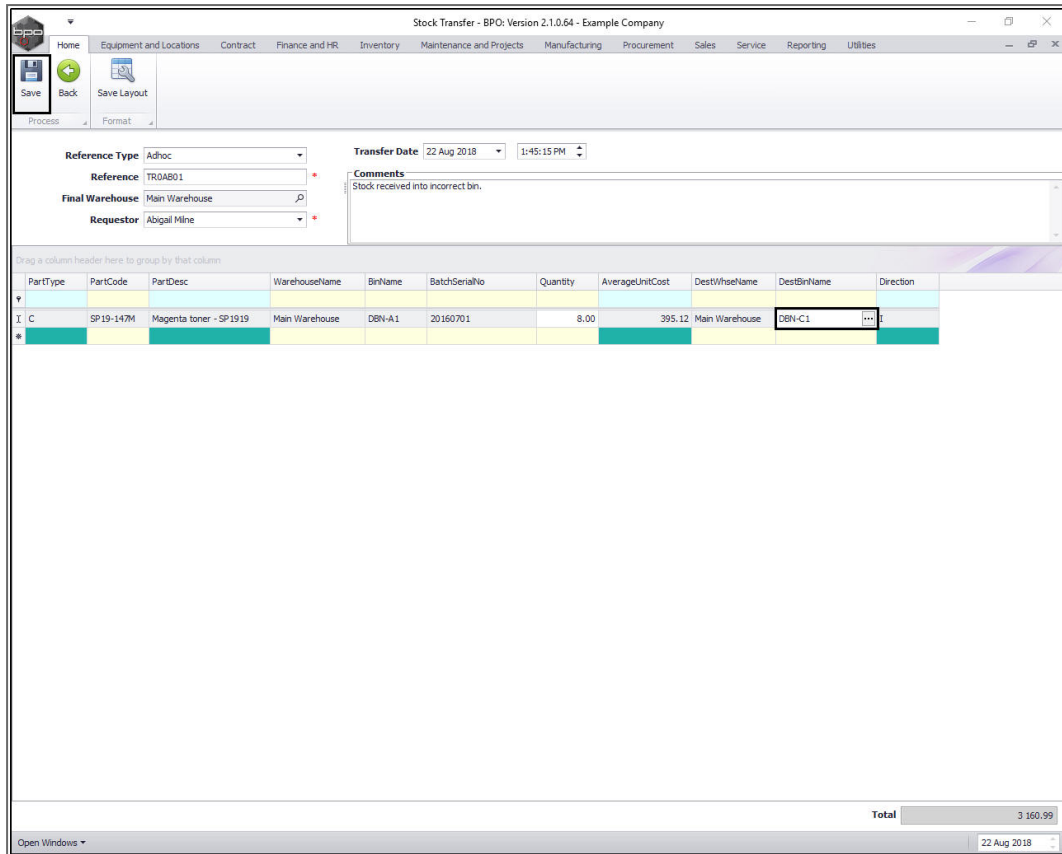 Stock Transfer - BPO: Version 2.1.0.64 - Example Company
bpo
Home Equipment and Locations Contract Finance and HR Inventory Maintenance and Projects Manufacturing Procurement Sales Service Reporting Utilities
Save Back Save Layout
Process Format
Reference Type Adhoc Transfer Date 22 Aug 2018 1:45:15 PM
Reference TR0AB01 * Comments
Stock received into incorrect bin.
Final Warehouse Main Warehouse
Requestor Abigail Milne *
Drag a column header here to group by that column
PartType PartCode PartDesc WarehouseName BinName BatchSerialNo Quantity AverageUnitCost DestWhseName DestBinName Direction
I C SP19-147M Magenta toner - SP1919 Main Warehouse DBN-A1 20160701 8.00 395.12 Main Warehouse DBN-C1 ... I
*
Total 3 160.99
Open Windows 22 Aug 2018